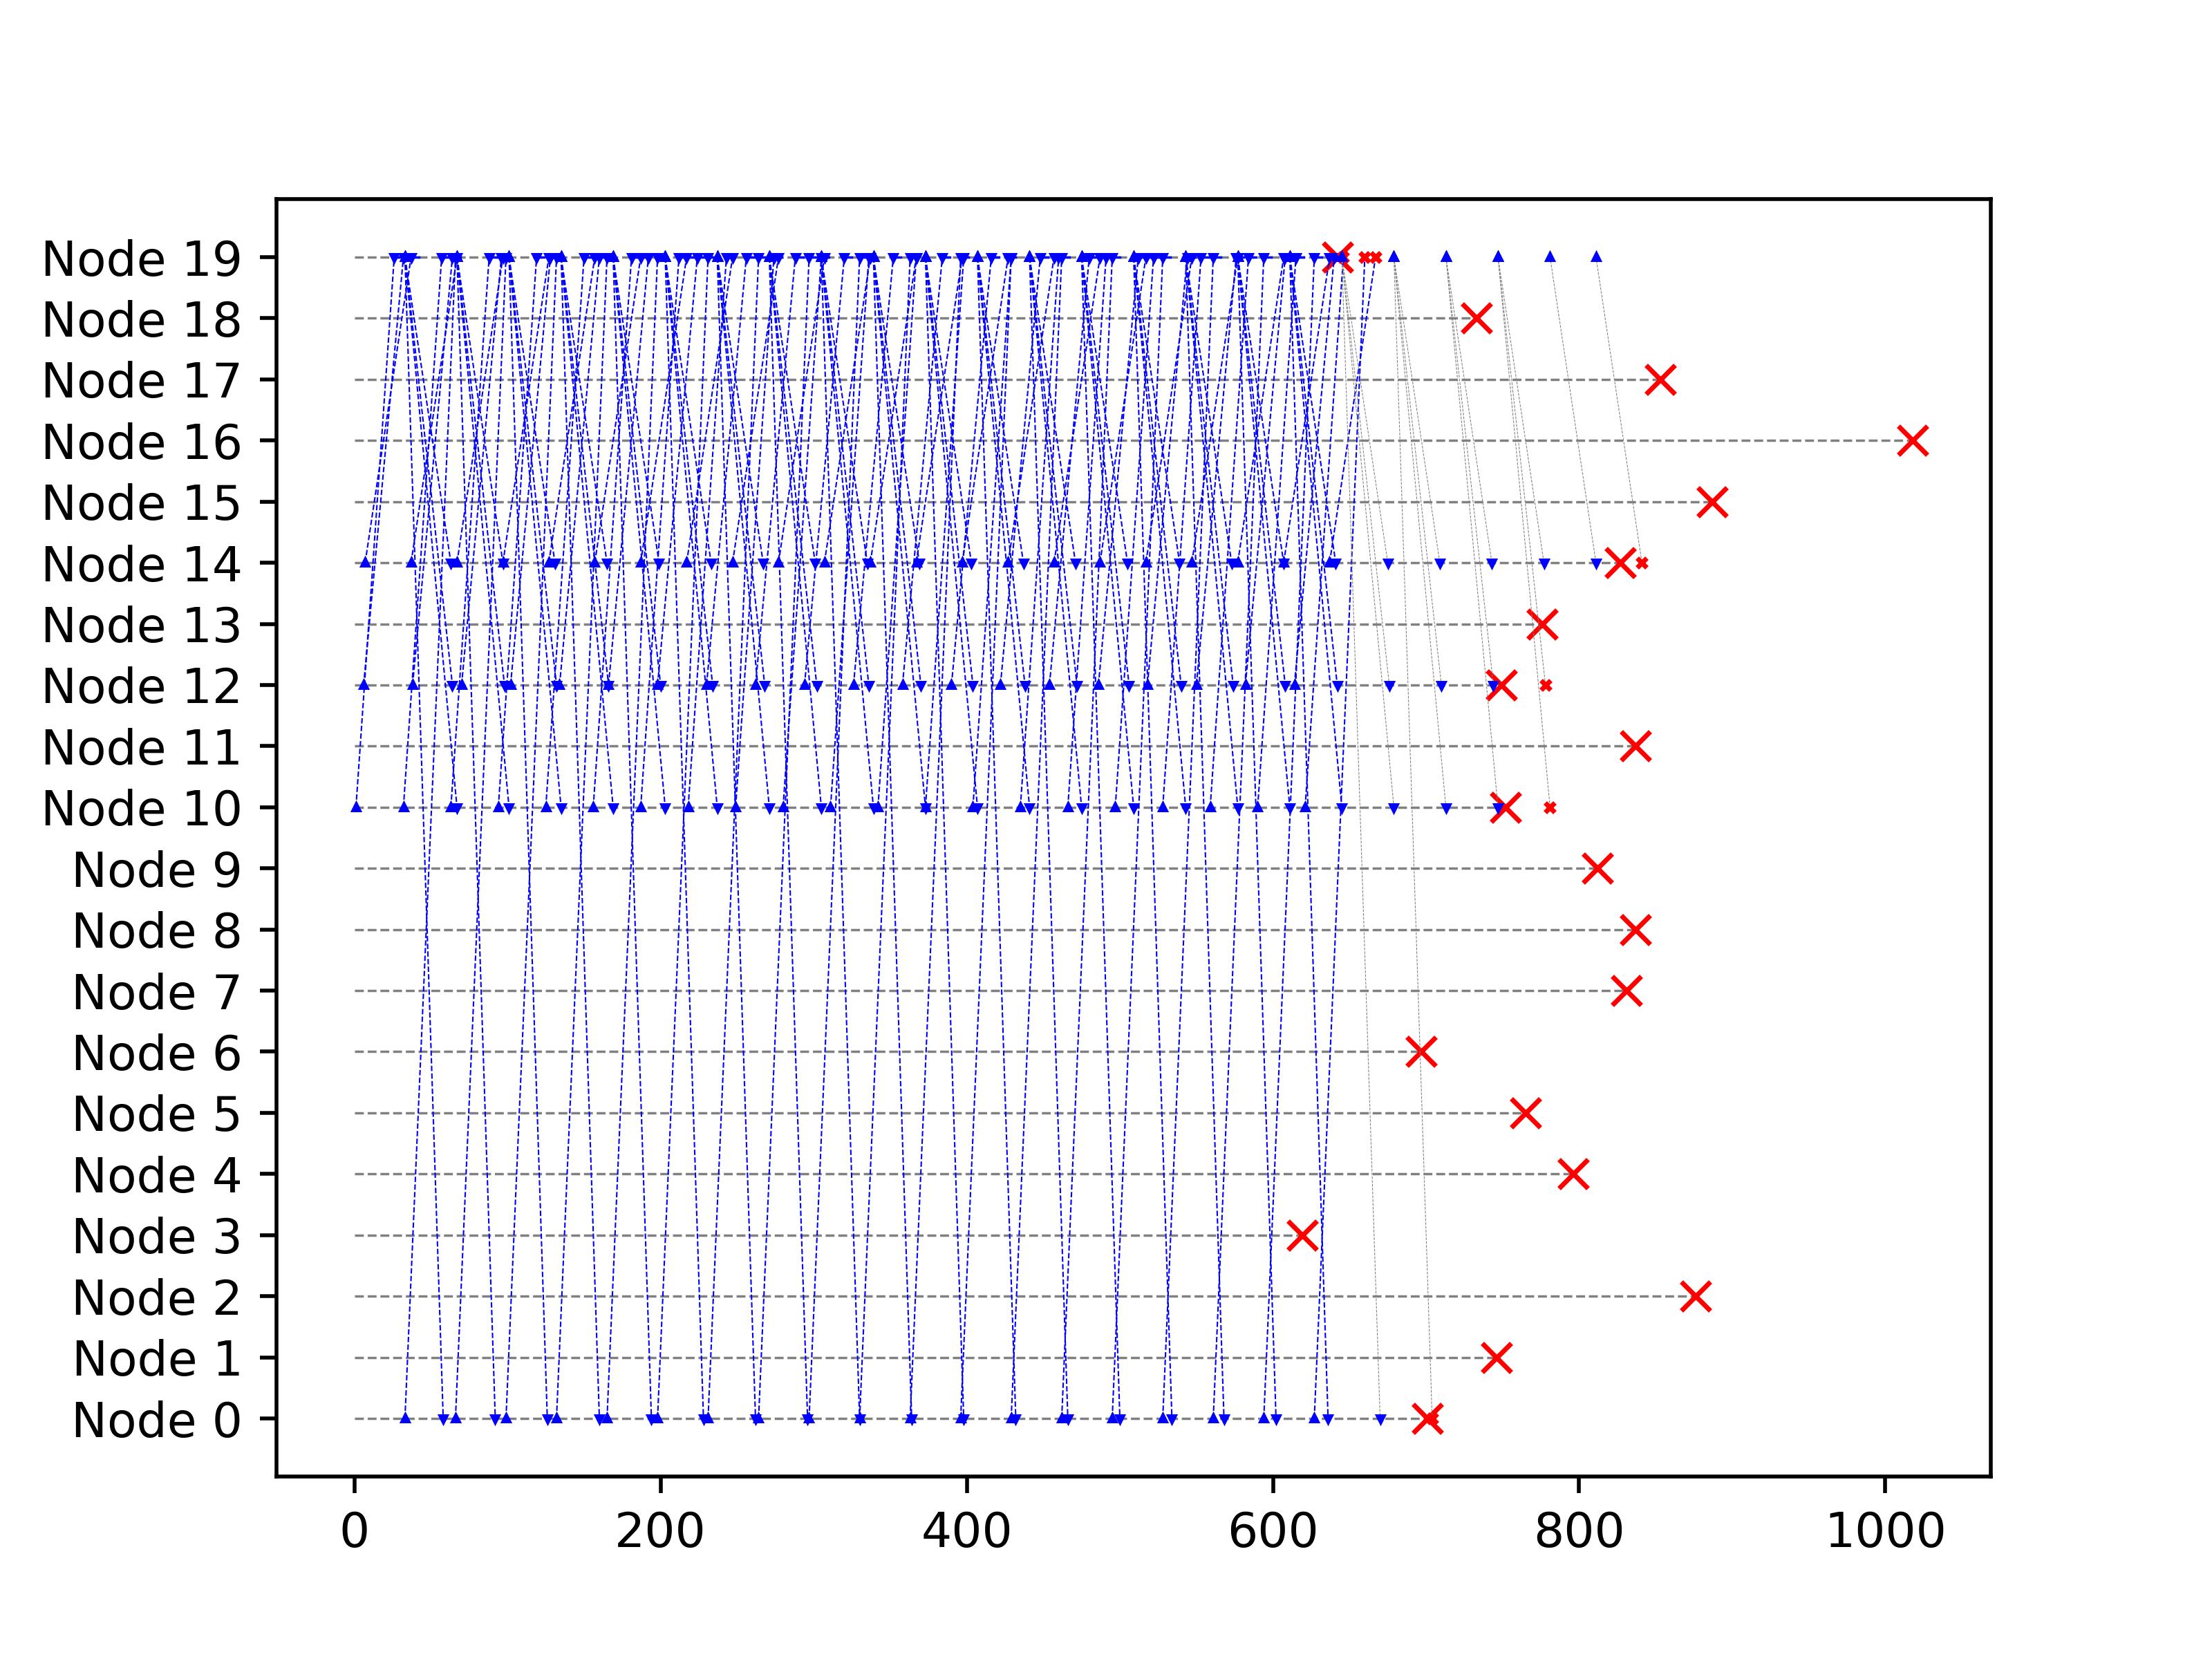 Node 19
Node 18
Node 17
Node 16
Node 15
Node 14
Node 13
Node 12
Node 11
Node 10
Node 9
Node 8
Node 7
Node 6
Node 5
Node 4
Node 3
Node 2
Node 1
Node 0
0 200 400 600 800 1000